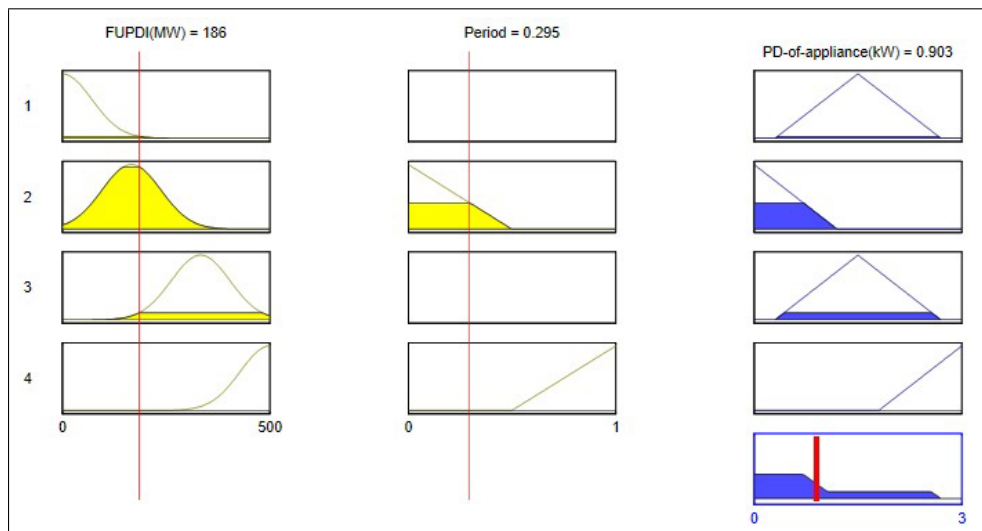 FUPDI(MW) = 186
Period = 0.295
PD-of-appliance(kW) = 0.903
1
2
3
4
0 500
0 1
0 3